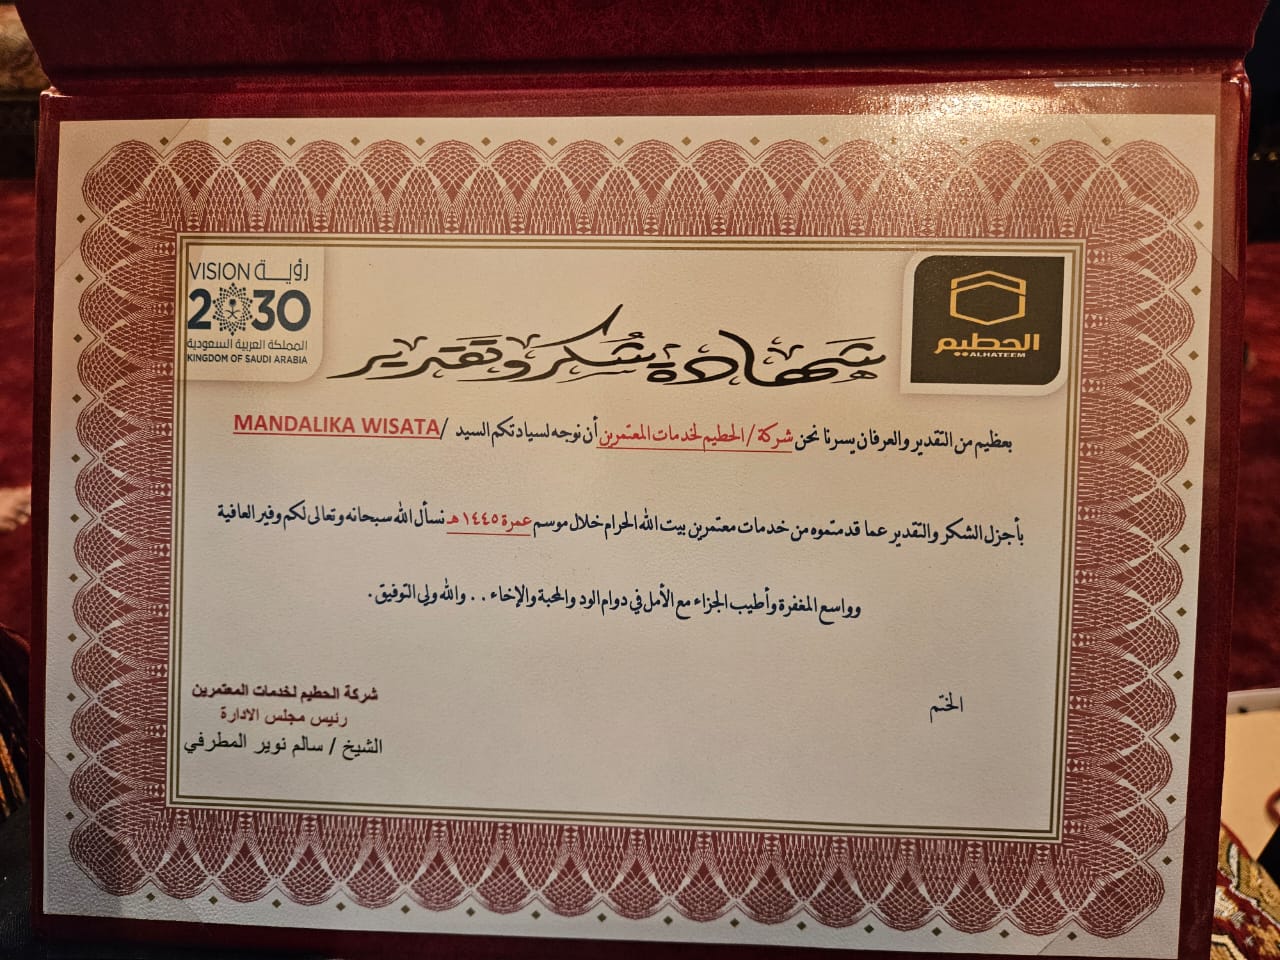 VISION رؤية
2030
المملكة العربية السعودية
KINGDOM OF SAUDI ARABIA
الحطيم
ALHATEEM
شهادة شكر وتقدير
بعظيم من التقدير والعرفان يسرنا نحن شركة / الحطيم لخدمات المعتمرين أن نوجه لسيادتكم السيد / MANDALIKA WISATA
بأجزل الشكر والتقدير عما قدمتموه من خدمات معتمرين بيت الله الحرام خلال موسم عمرة ١٤٤٥هـ نسأل الله سبحانه وتعالى لكم وفير العافية
وواسع المغفرة وأطيب الجزاء مع الأمل في دوام الود والمحبة والإخاء . . والله ولي التوفيق.
الختم
شركة الحطيم لخدمات المعتمرين
رئيس مجلس الادارة
الشيخ / سالم نوير المطرفي